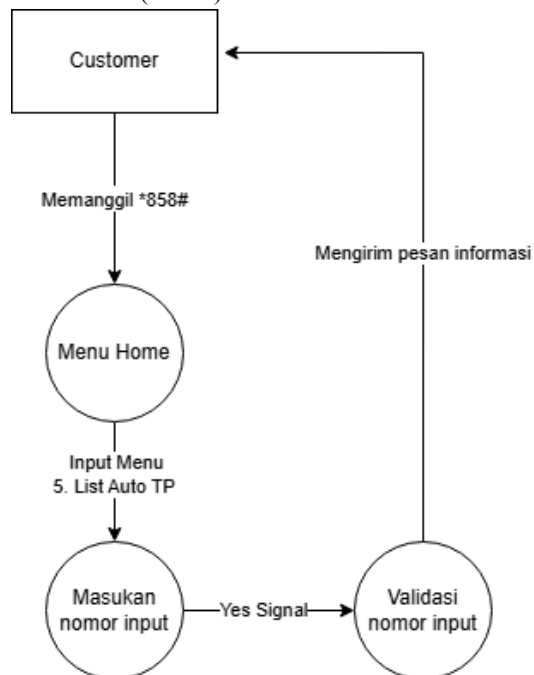 Customer
Memanggil *858#
Mengirim pesan informasi
Menu Home
Input Menu
5. List Auto TP
Masukan
nomor input
Yes Signal
Validasi
nomor input